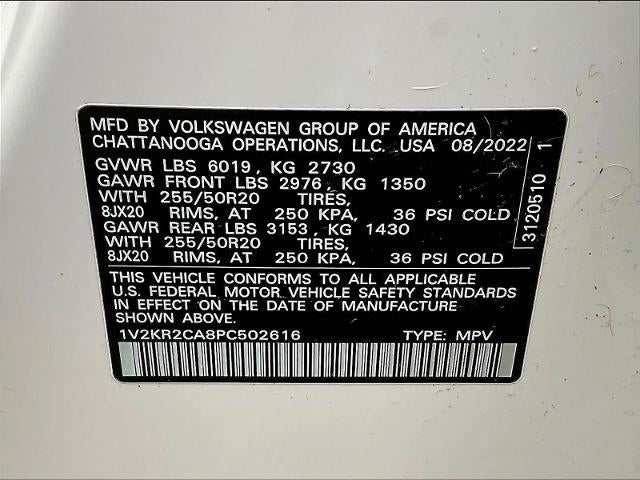 MFD BY VOLKSWAGEN GROUP OF AMERICA
CHATTANOOGA OPERATIONS, LLC. USA 08/2022
GVWR LBS 6019, KG 2730
GAWR FRONT LBS 2976, KG 1350
WITH 255/50R20 TIRES,
8JX20 RIMS, AT 250 KPA, 36 PSI COLD
GAWR REAR LBS 3153, KG 1430
WITH 255/50R20 TIRES,
8JX20 RIMS, AT 250 KPA, 36 PSI COLD
THIS VEHICLE CONFORMS TO ALL APPLICABLE
U.S. FEDERAL MOTOR VEHICLE SAFETY STANDARDS
IN EFFECT ON THE DATE OF MANUFACTURE
SHOWN ABOVE.
1V2KR2CA8PC502616 TYPE: MPV
3120510 1